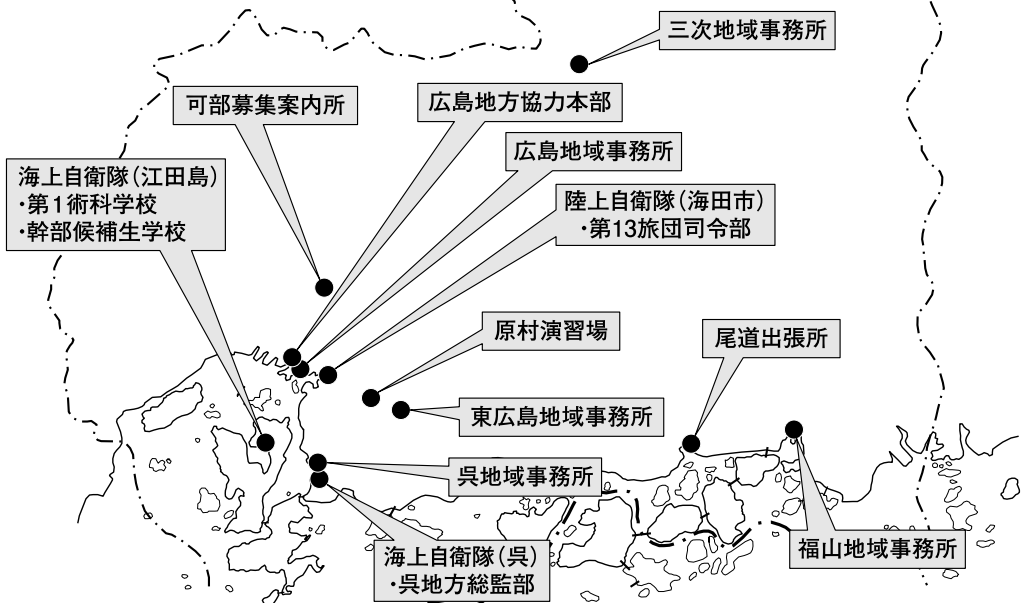 三次地域事務所
可部募集案内所
広島地方協力本部
広島地域事務所
海上自衛隊（江田島）
・第1術科学校
・幹部候補生学校
陸上自衛隊（海田市）
・第13旅団司令部
原村演習場
尾道出張所
東広島地域事務所
呉地域事務所
海上自衛隊（呉）
・呉地方総監部
福山地域事務所